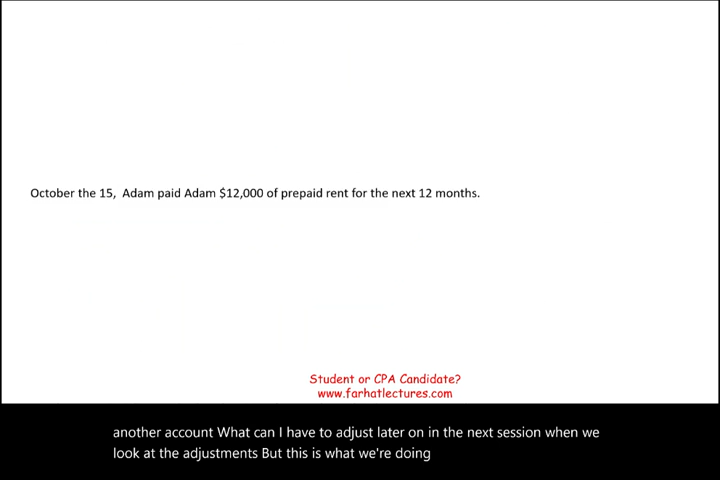 October the 15,  Adam paid Adam $12,000 of prepaid rent for the next 12 months.
Student or CPA Candidate?
www.farhatlectures.com
another account What can I have to adjust later on in the next session when we
look at the adjustments But this is what we're doing